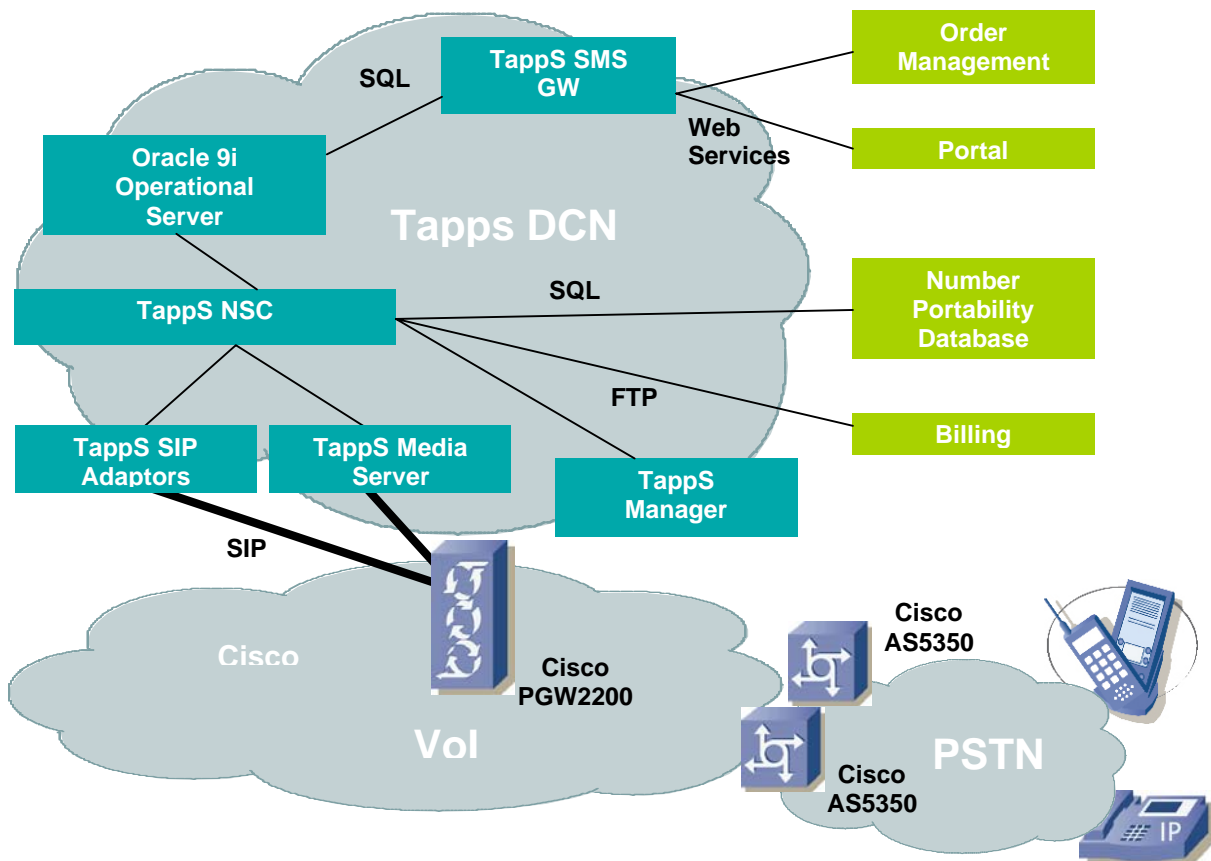 TappS SMS
GW
Order
Management
SQL
Web
Services
Portal
Oracle 9i
Operational
Server
Tapps DCN
TappS NSC
SQL
Number
Portability
Database
FTP
Billing
TappS SIP
Adaptors
TappS Media
Server
TappS
Manager
SIP
Cisco
Cisco
PGW2200
VoI
Cisco
AS5350
PSTN
Cisco
AS5350
IP